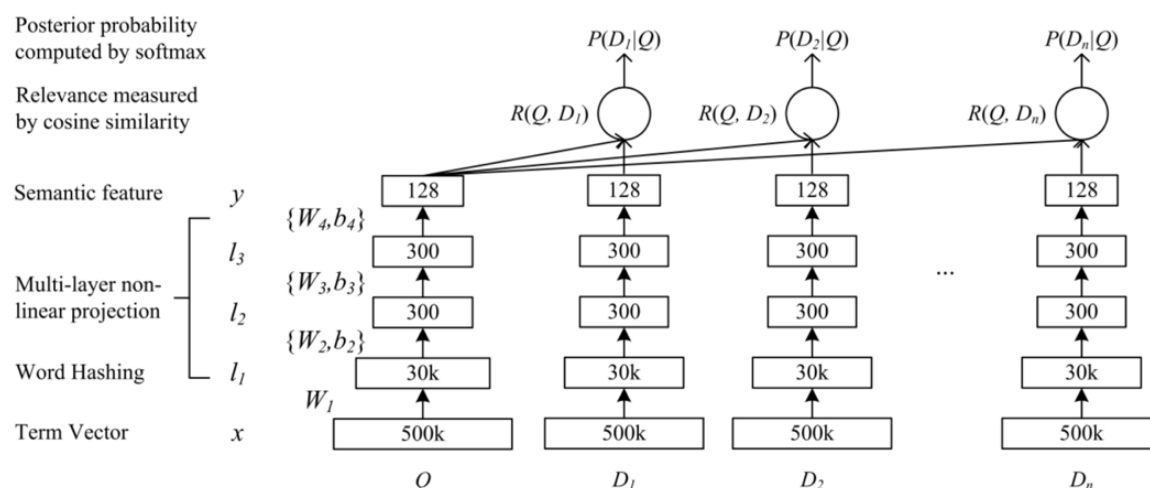 Posterior probability
computed by softmax
P(D1|Q)
P(D2|Q)
P(Dn|Q)
Relevance measured
by cosine similarity
R(Q, D1)
R(Q, D2)
R(Q, Dn)
Semantic feature
y
128
128
128
128
{W4,b4}
l3
300
300
300
300
...
Multi-layer non-
linear projection
{W3,b3}
l2
300
300
300
300
{W2,b2}
Word Hashing
l1
30k
30k
30k
30k
W1
Term Vector
x
500k
500k
500k
500k
Q
D1
D2
Dn